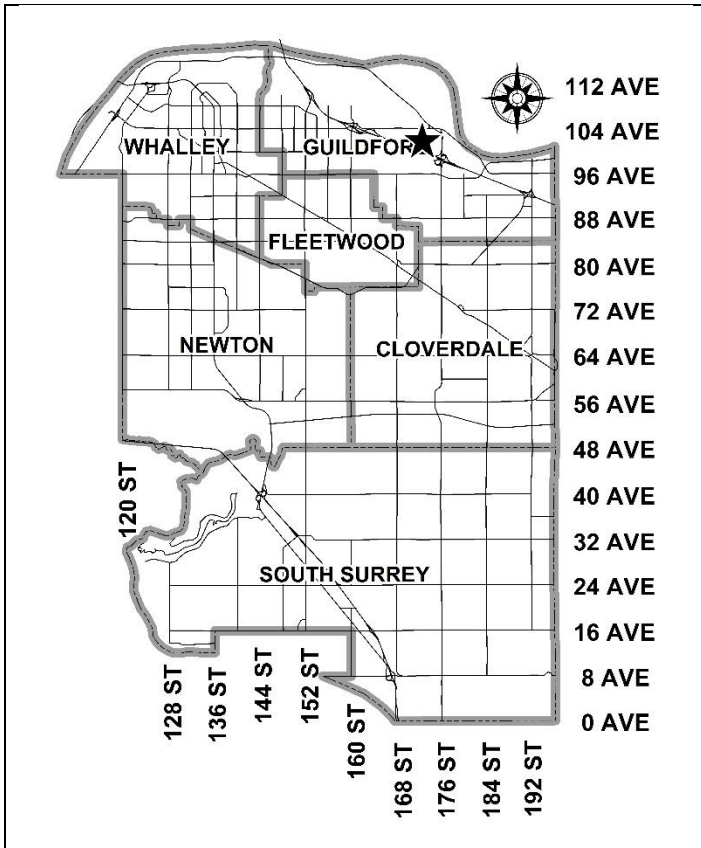 112 AVE
104 AVE
WHALLEY
GUILDFOR
96 AVE
88 AVE
FLEETWOOD
80 AVE
72 AVE
NEWTON
CLOVERDALE
64 AVE
56 AVE
48 AVE
120 ST
40 AVE
32 AVE
SOUTH SURREY
24 AVE
16 AVE
8 AVE
0 AVE
128 ST
136 ST
144 ST
152 ST
160 ST
168 ST
176 ST
184 ST
192 ST